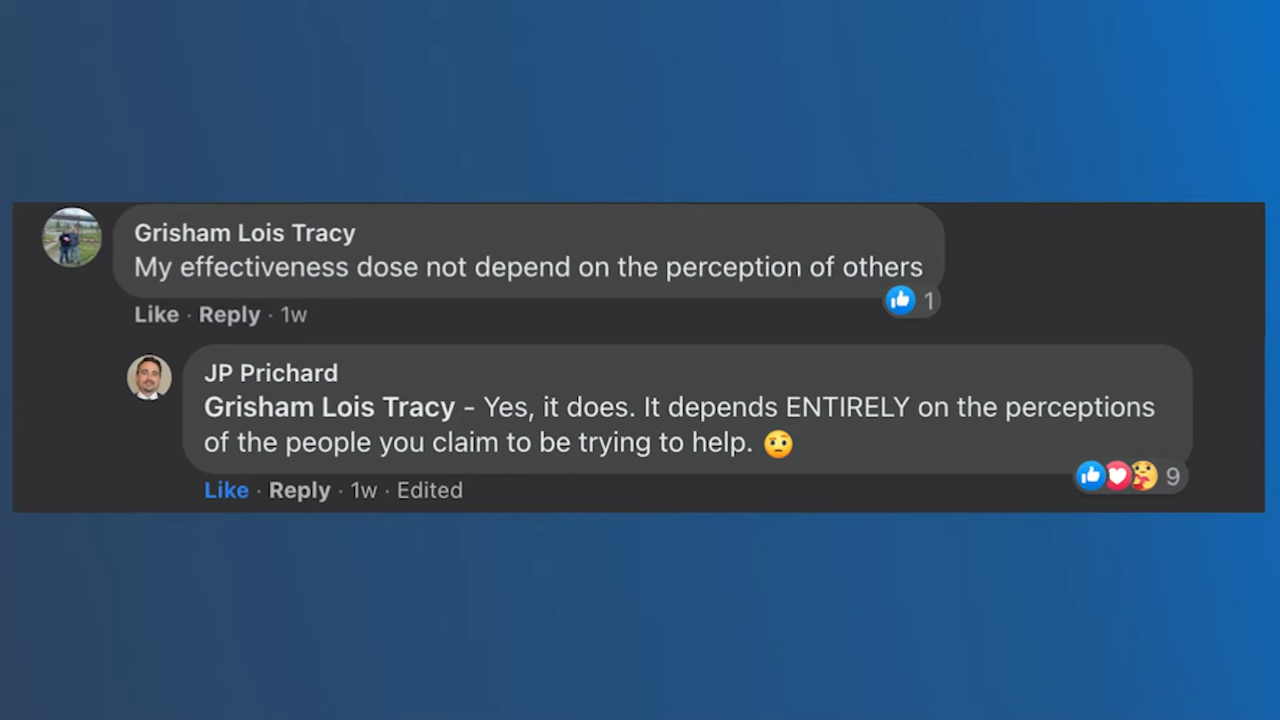 Grisham Lois Tracy
My effectiveness dose not depend on the perception of others
Like · Reply · 1w
1
JP Prichard
Grisham Lois Tracy - Yes, it does. It depends ENTIRELY on the perceptions
of the people you claim to be trying to help. 🤨
Like · Reply · 1w · Edited
9